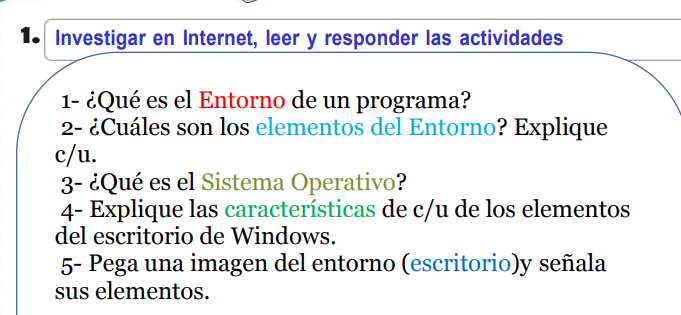 1. Investigar en Internet, leer y responder las actividades
1- ¿Qué es el Entorno de un programa?
2- ¿Cuáles son los elementos del Entorno? Explique
c/u.
3- ¿Qué es el Sistema Operativo?
4- Explique las características de c/u de los elementos
del escritorio de Windows.
5- Pega una imagen del entorno (escritorio)y señala
sus elementos.